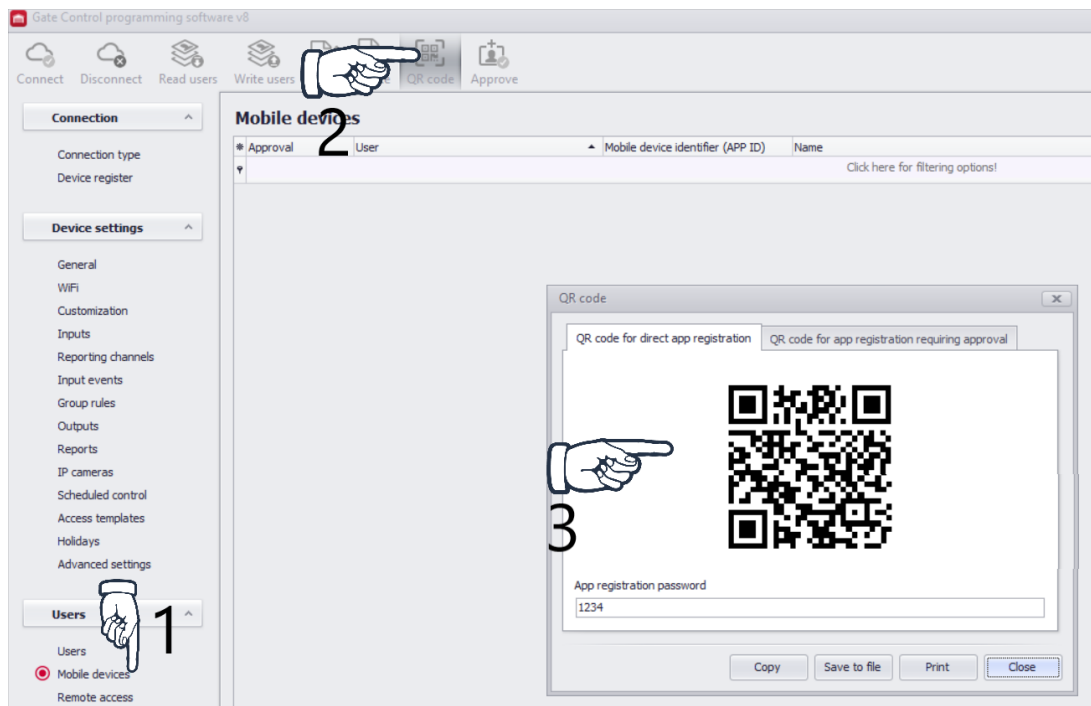 Gate Control programming software v8
Connect Disconnect Read users Write users QR code Approve
Connection
Connection type
Device register
Device settings
General
WiFi
Customization
Inputs
Reporting channels
Input events
Group rules
Outputs
Reports
IP cameras
Scheduled control
Access templates
Holidays
Advanced settings
Users
1
Users
Mobile devices
Remote access
2
Mobile devices
Approval User Mobile device identifier (APP ID) Name
Click here for filtering options!
QR code
QR code for direct app registration QR code for app registration requiring approval
3
App registration password
1234
Copy Save to file Print Close